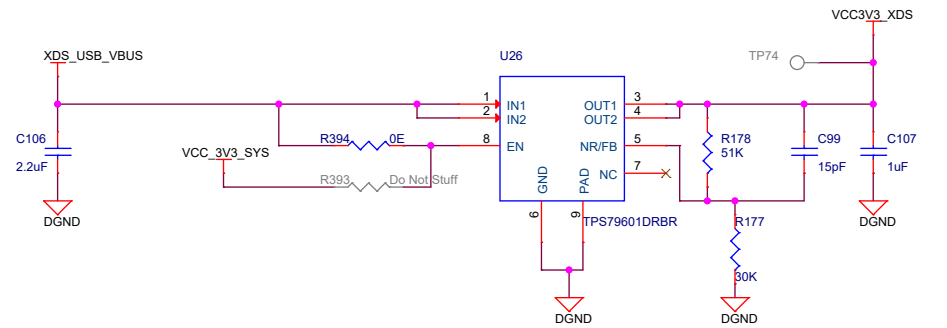 VCC3V3_XDS
XDS_USB_VBUS
U26
TP74
1
IN1
OUT1
3
2
IN2
OUT2
4
C106
2.2uF
R394
0E
8
EN
NR/FB
5
R178
51K
C99
15pF
C107
1uF
VCC_3V3_SYS
R393
Do Not Stuff
NC
7
GND
PAD
6
9
TPS79601DRBR
R177
30K
DGND
DGND
DGND
DGND